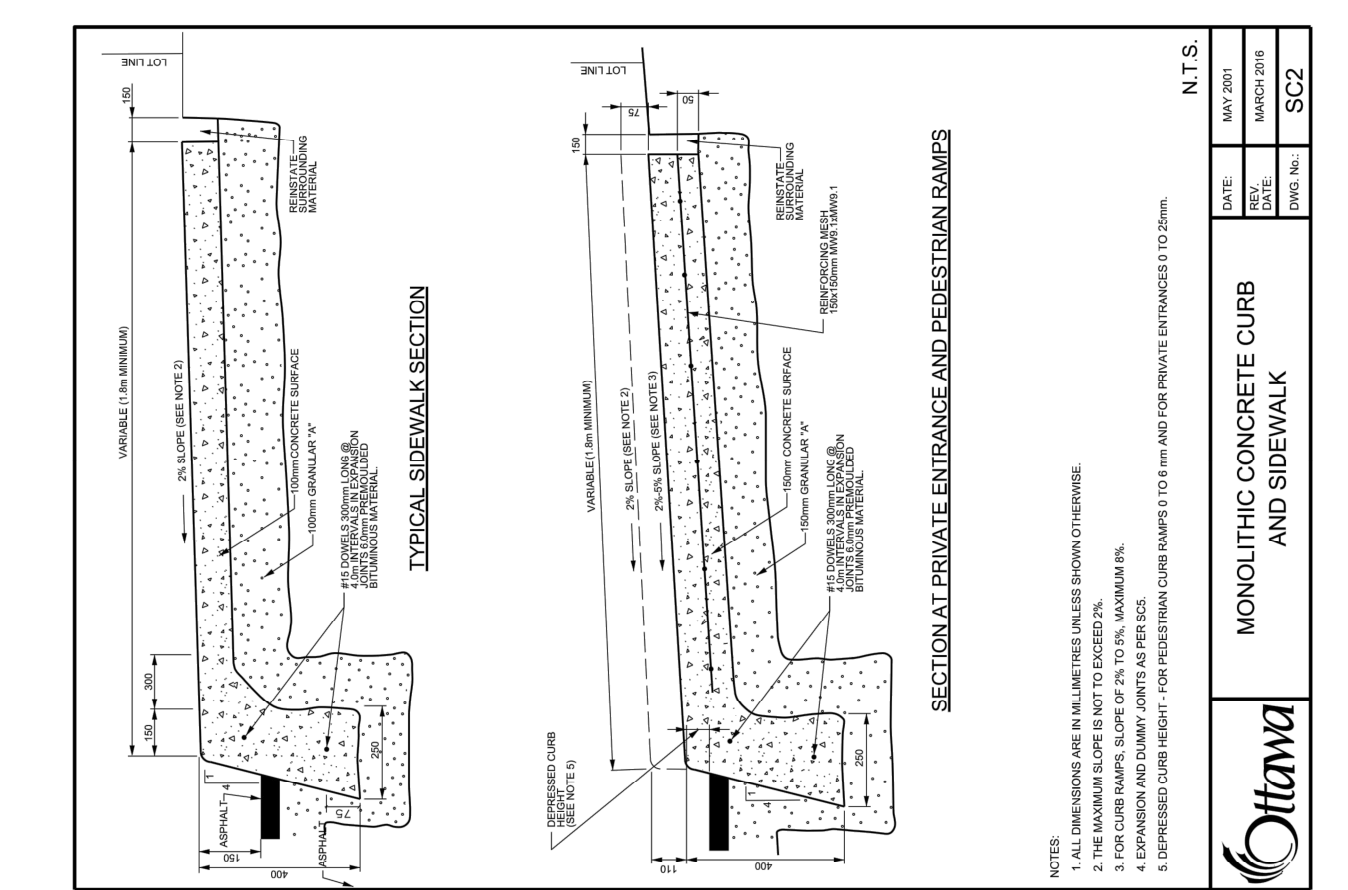 LOT LINE
150
VARIABLE (1.8m MINIMUM)
2% SLOPE (SEE NOTE 2)
300
150
REINSTATE
SURROUNDING
MATERIAL
100mm CONCRETE SURFACE
100mm GRANULAR "A"
#15 DOWELS 300mm LONG @
4.0m INTERVALS IN EXPANSION
JOINTS 6.0mm PREMOULDED
BITUMINOUS MATERIAL.
1
4
ASPHALT
250
75
150
400
ASPHALT
TYPICAL SIDEWALK SECTION
LOT LINE
75
50
150
VARIABLE (1.8m MINIMUM)
2% SLOPE (SEE NOTE 2)
2%-5% SLOPE (SEE NOTE 3)
REINSTATE
SURROUNDING
MATERIAL
REINFORCING MESH
150x150mm MW9.1xMW9.1
150mm CONCRETE SURFACE
150mm GRANULAR "A"
#15 DOWELS 300mm LONG @
4.0m INTERVALS IN EXPANSION
JOINTS 6.0mm PREMOULDED
BITUMINOUS MATERIAL.
DEPRESSED CURB
HEIGHT
(SEE NOTE 5)
1
4
250
110
400
SECTION AT PRIVATE ENTRANCE AND PEDESTRIAN RAMPS
NOTES:
1. ALL DIMENSIONS ARE IN MILLIMETRES UNLESS SHOWN OTHERWISE.
2. THE MAXIMUM SLOPE IS NOT TO EXCEED 2%.
3. FOR CURB RAMPS, SLOPE OF 2% TO 5%, MAXIMUM 8%.
4. EXPANSION AND DUMMY JOINTS AS PER SC5.
5. DEPRESSED CURB HEIGHT - FOR PEDESTRIAN CURB RAMPS 0 TO 6 mm AND FOR PRIVATE ENTRANCES 0 TO 25mm.
N.T.S.
Ottawa
MONOLITHIC CONCRETE CURB
AND SIDEWALK
DATE: MAY 2001
REV.
DATE: MARCH 2016
DWG. No.: SC2